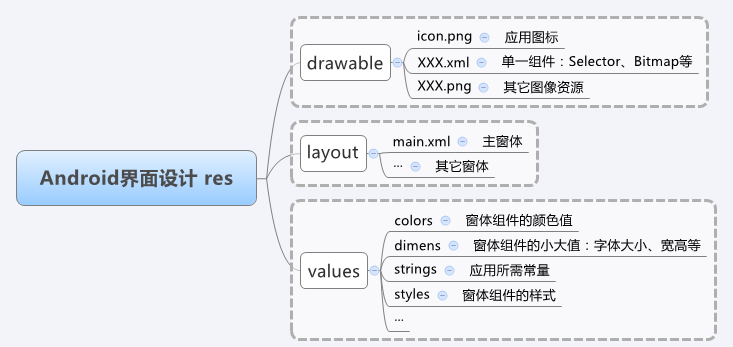 Android界面设计 res
drawable
icon.png 应用图标
XXX.xml 单一组件：Selector、Bitmap等
XXX.png 其它图像资源
layout
main.xml 主窗体
... 其它窗体
values
colors 窗体组件的颜色值
dimens 窗体组件的小大值：字体大小、宽高等
strings 应用所需常量
styles 窗体组件的样式
...